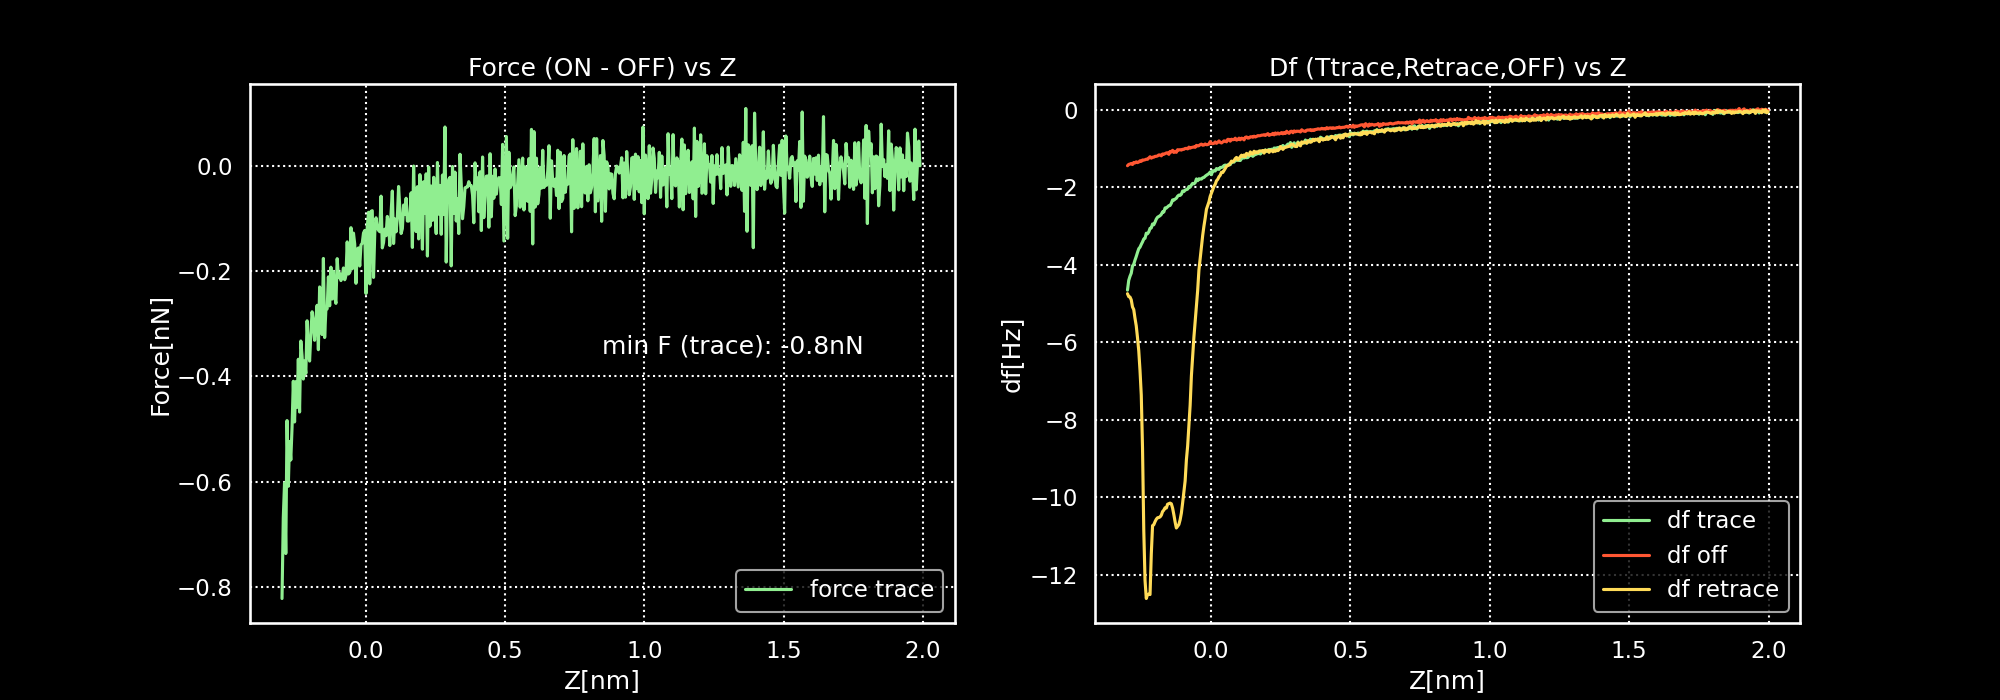 Force (ON - OFF) vs Z
Force[nN]
0.0
−0.2
−0.4
−0.6
−0.8
min F (trace): -0.8nN
force trace
0.0 0.5 1.0 1.5 2.0
Z[nm]
Df (Ttrace,Retrace,OFF) vs Z
df[Hz]
0
−2
−4
−6
−8
−10
−12
df trace
df off
df retrace
0.0 0.5 1.0 1.5 2.0
Z[nm]